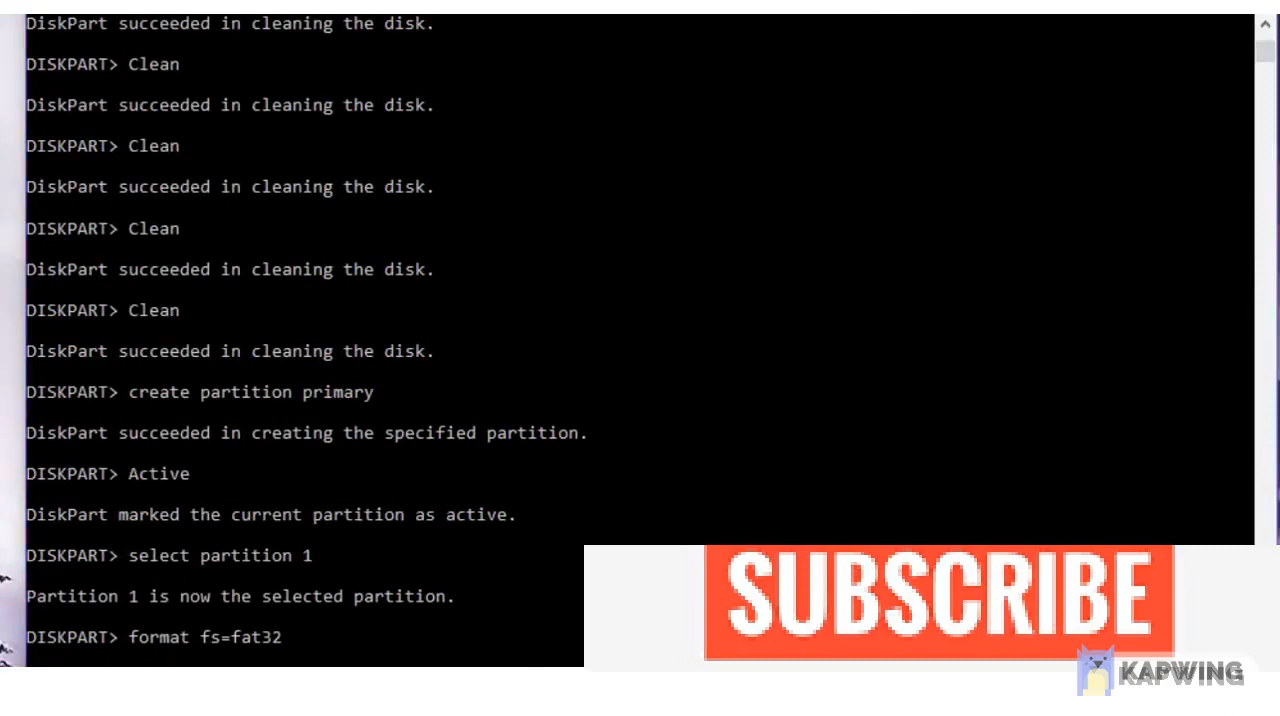 DiskPart succeeded in cleaning the disk.
DISKPART> Clean
DiskPart succeeded in cleaning the disk.
DISKPART> Clean
DiskPart succeeded in cleaning the disk.
DISKPART> Clean
DiskPart succeeded in cleaning the disk.
DISKPART> Clean
DiskPart succeeded in cleaning the disk.
DISKPART> create partition primary
DiskPart succeeded in creating the specified partition.
DISKPART> Active
DiskPart marked the current partition as active.
DISKPART> select partition 1
Partition 1 is now the selected partition.
DISKPART> format fs=fat32
SUBSCRIBE
KAPWING